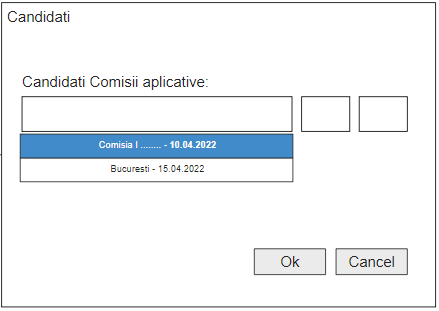 Candidati
Candidati Comisii aplicative:
Comisia I ........ - 10.04.2022
Bucuresti - 15.04.2022
Ok Cancel